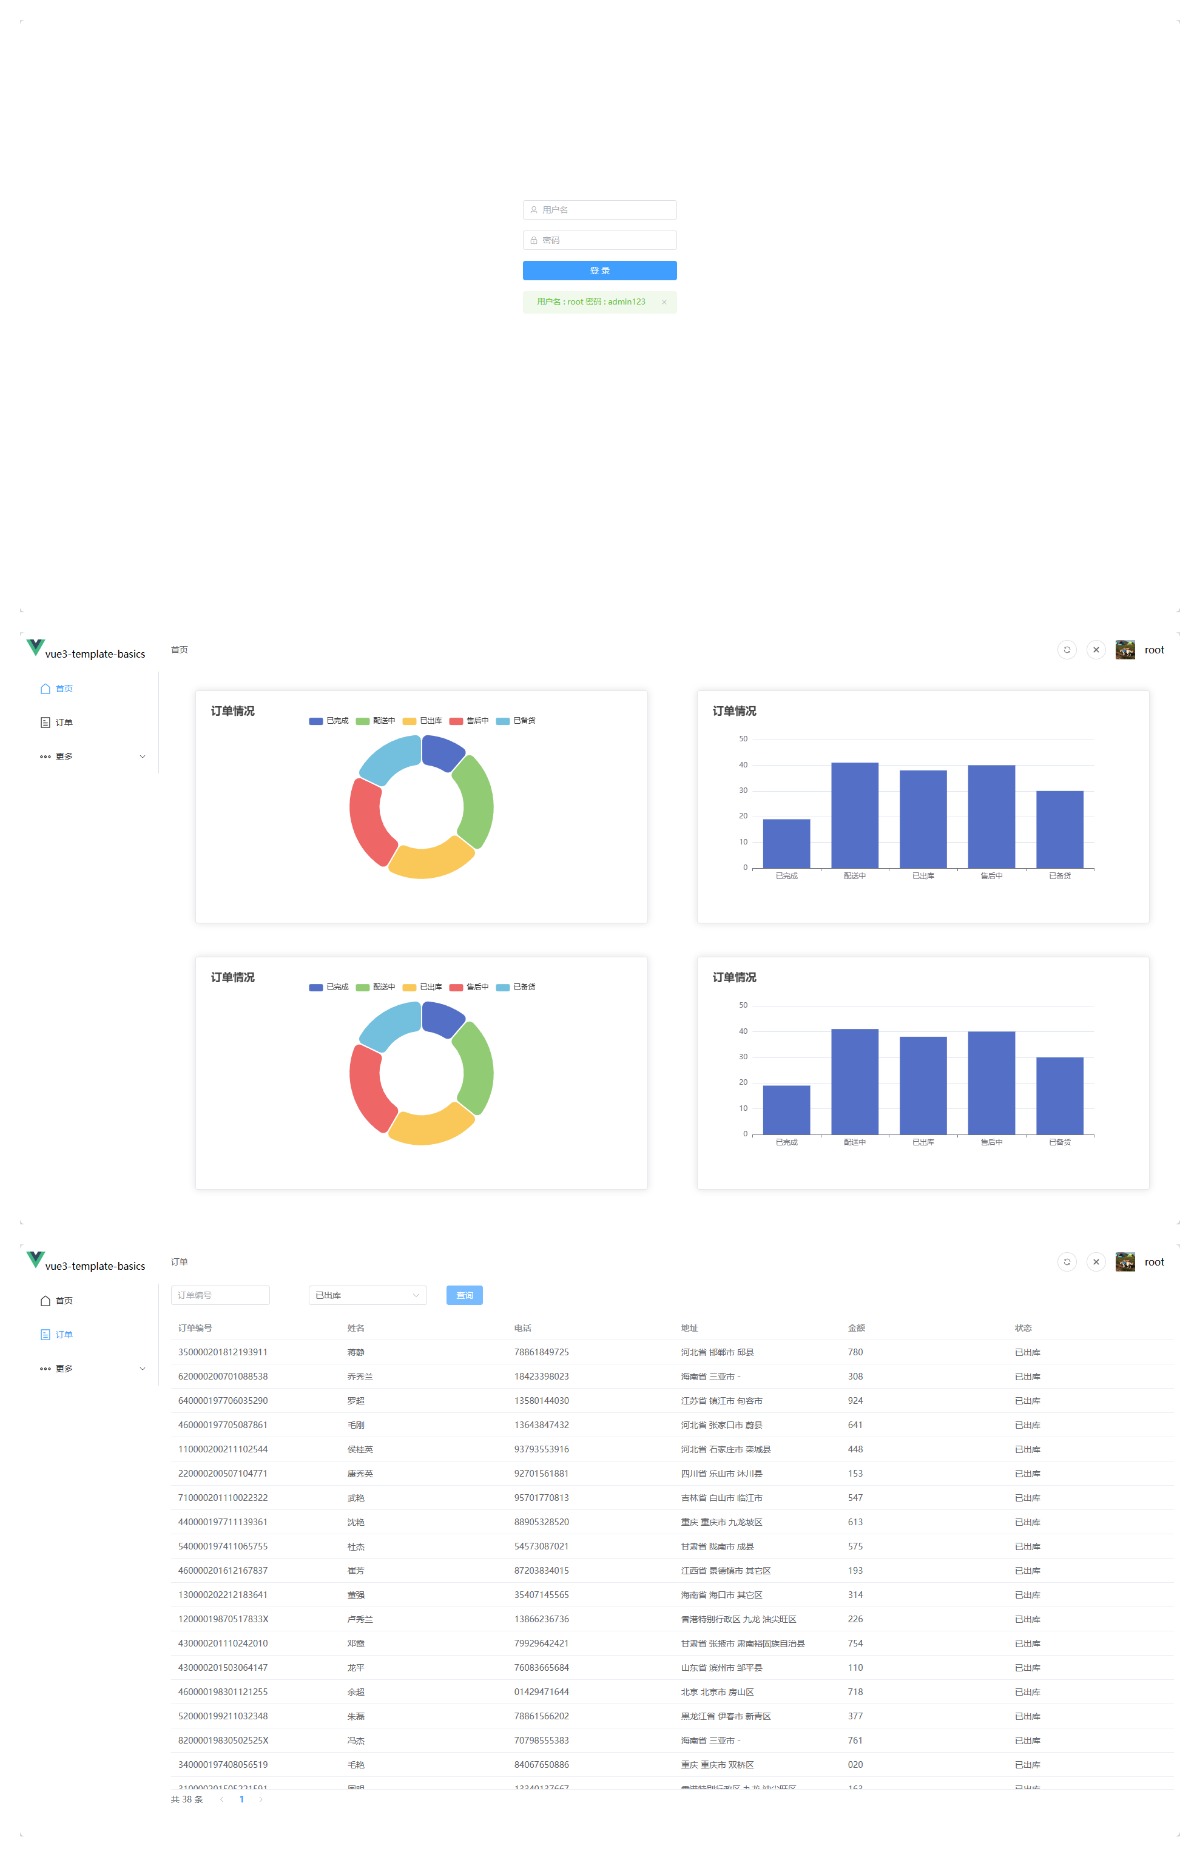 用户名
密码
登 录
用户名 : root 密码 : admin123
vue3-template-basics
首页
root
首页
订单
更多
订单情况
已完成 配送中 已出库 售后中 已备货
订单情况
50
40
30
20
10
0
已完成 配送中 已出库 售后中 已备货
订单情况
已完成 配送中 已出库 售后中 已备货
订单情况
50
40
30
20
10
0
已完成 配送中 已出库 售后中 已备货
vue3-template-basics
订单
root
首页
订单
更多
订单编号 已出库 查询
订单编号 姓名 电话 地址 金额 状态
350000201812193911 蒋静 78861849725 河北省 邯郸市 邱县 780 已出库
620000200701088538 乔秀兰 18423398023 海南省 三亚市 - 308 已出库
640000197706035290 罗超 13580144030 江苏省 镇江市 句容市 924 已出库
460000197705087861 毛刚 13643847432 河北省 张家口市 蔚县 641 已出库
110000200211102544 侯桂英 93793553916 河北省 石家庄市 栾城县 448 已出库
220000200507104771 唐秀英 92701561881 四川省 乐山市 沐川县 153 已出库
710000201110022322 武艳 95701770813 吉林省 白山市 临江市 547 已出库
440000197711139361 沈艳 88905328520 重庆 重庆市 九龙坡区 613 已出库
540000197411065755 杜杰 54573087021 甘肃省 陇南市 成县 575 已出库
460000201612167837 崔芳 87203834015 江西省 景德镇市 其它区 193 已出库
130000202212183641 董强 35407145565 海南省 海口市 其它区 314 已出库
12000019870517833X 卢秀兰 13866236736 香港特别行政区 九龙 油尖旺区 226 已出库
430000201110242010 邓霞 79929642421 甘肃省 张掖市 肃南裕固族自治县 754 已出库
430000201503064147 龙平 76083665684 山东省 滨州市 邹平县 110 已出库
460000198301121255 余超 01429471644 北京 北京市 房山区 718 已出库
520000199211032348 朱磊 78861566202 黑龙江省 伊春市 新青区 377 已出库
82000019830502525X 冯杰 70798555383 海南省 三亚市 - 761 已出库
340000197408056519 毛艳 84067650886 重庆 重庆市 双桥区 020 已出库
共 38 条 1